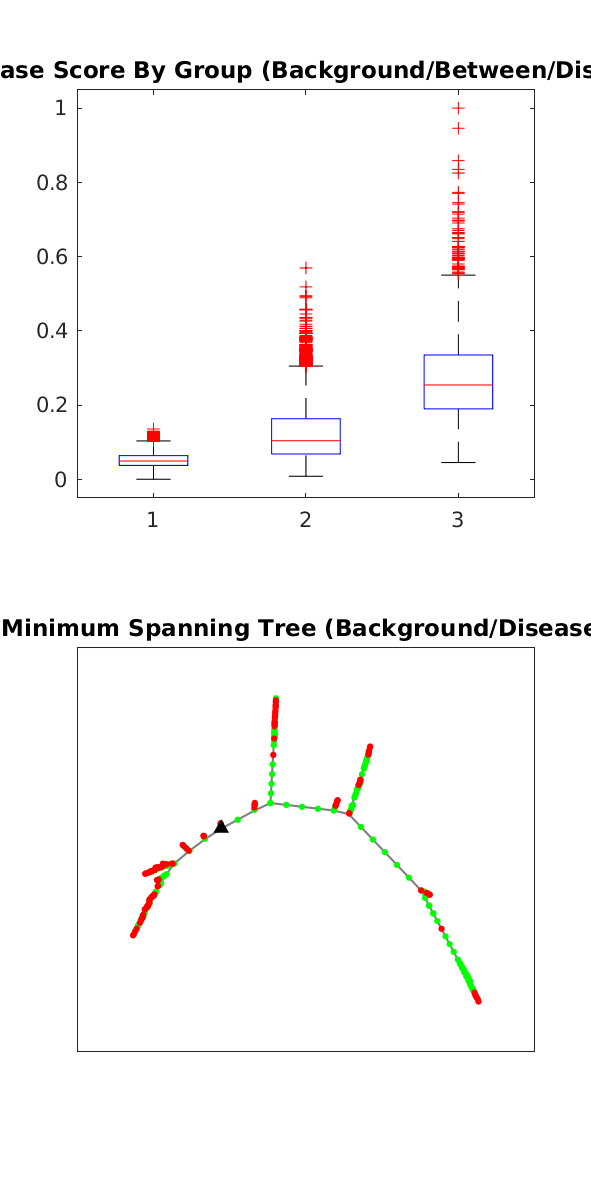 ase Score By Group (Background/Between/Dis
1
0.8
0.6
0.4
0.2
0
1 2 3
Minimum Spanning Tree (Background/Disease